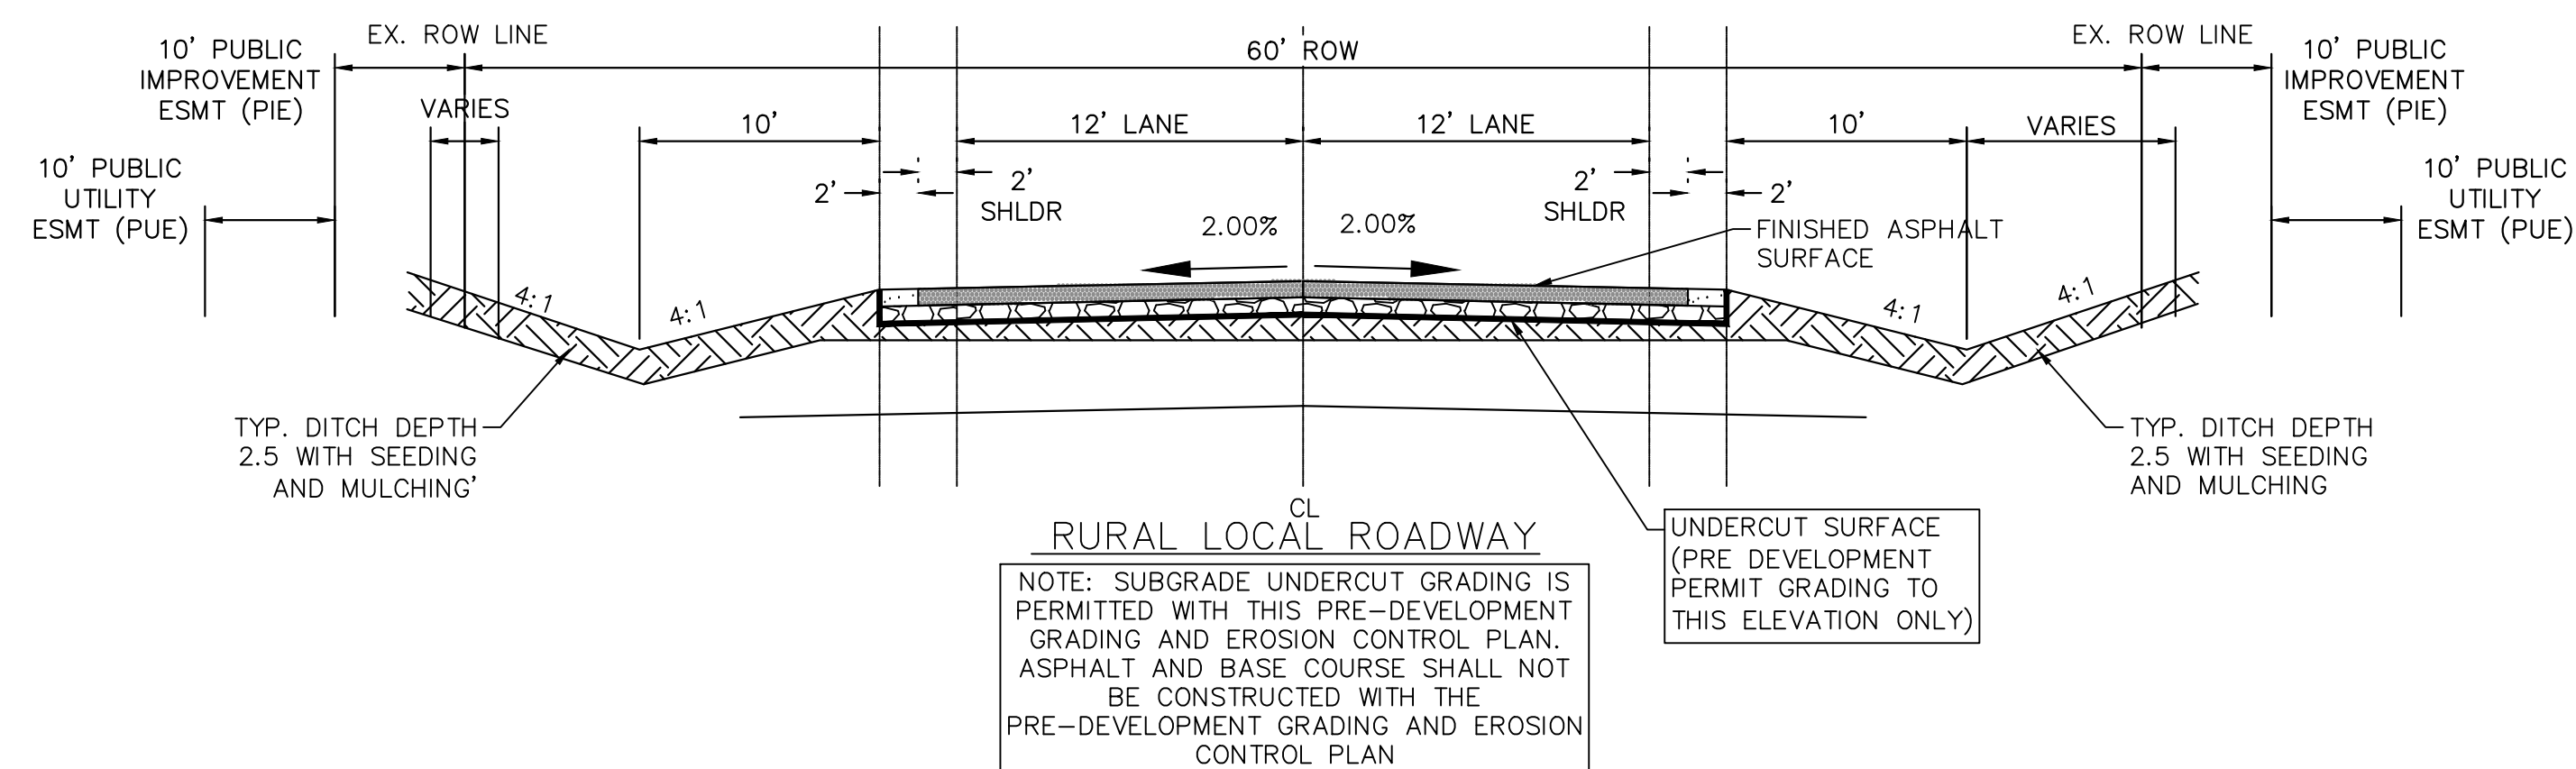 EX. ROW LINE
60' ROW
EX. ROW LINE
10' PUBLIC
IMPROVEMENT
ESMT (PIE)
10' PUBLIC
IMPROVEMENT
ESMT (PIE)
VARIES
10'
12' LANE
12' LANE
10'
VARIES
10' PUBLIC
UTILITY
ESMT (PUE)
2'
2'
SHLDR
2'
SHLDR
2'
10' PUBLIC
UTILITY
ESMT (PUE)
2.00%
2.00%
FINISHED ASPHALT
SURFACE
4:1
4:1
4:1
4:1
TYP. DITCH DEPTH
2.5 WITH SEEDING
AND MULCHING'
TYP. DITCH DEPTH
2.5 WITH SEEDING
AND MULCHING
CL
RURAL LOCAL ROADWAY
UNDERCUT SURFACE
(PRE DEVELOPMENT
PERMIT GRADING TO
THIS ELEVATION ONLY)
NOTE: SUBGRADE UNDERCUT GRADING IS
PERMITTED WITH THIS PRE-DEVELOPMENT
GRADING AND EROSION CONTROL PLAN.
ASPHALT AND BASE COURSE SHALL NOT
BE CONSTRUCTED WITH THE
PRE-DEVELOPMENT GRADING AND EROSION
CONTROL PLAN